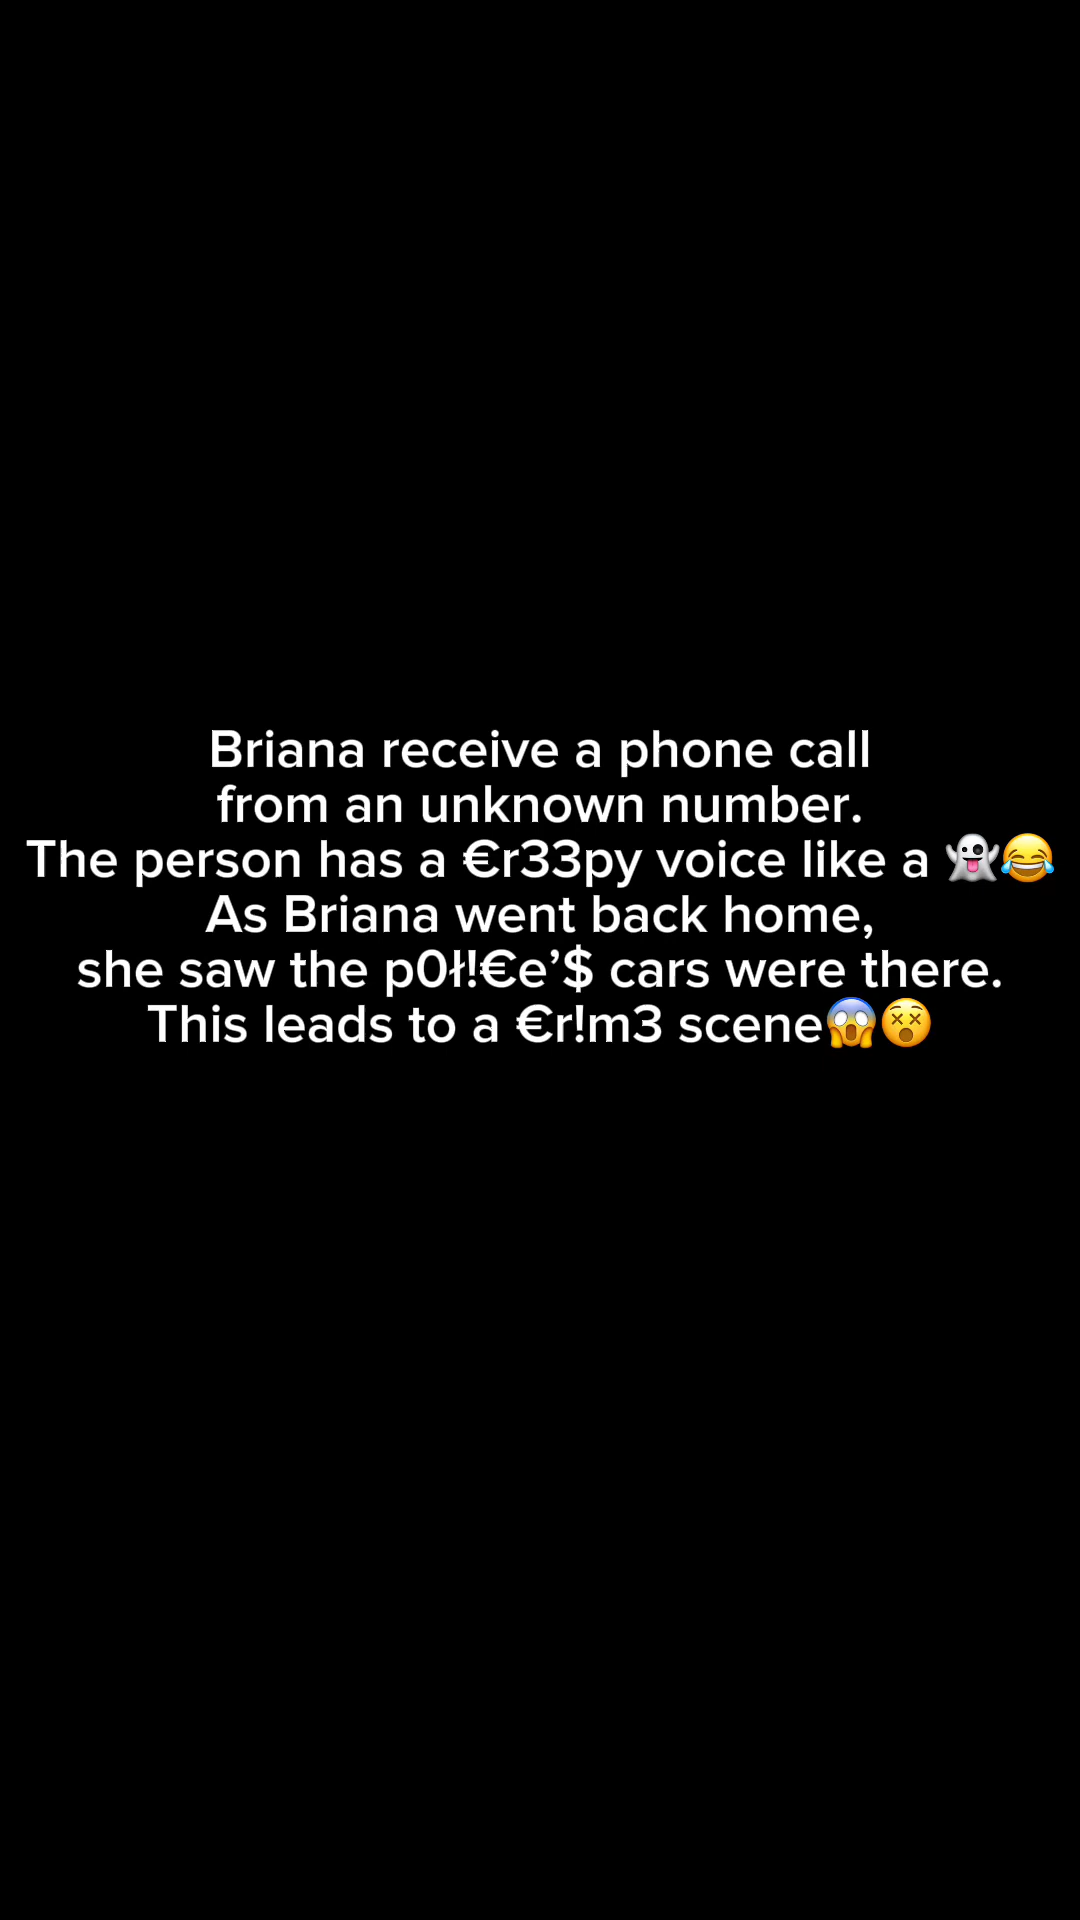 Briana receive a phone call
from an unknown number.
The person has a €r33py voice like a 👻😂
As Briana went back home,
she saw the p0ł!€e’$ cars were there.
This leads to a €r!m3 scene😱😵